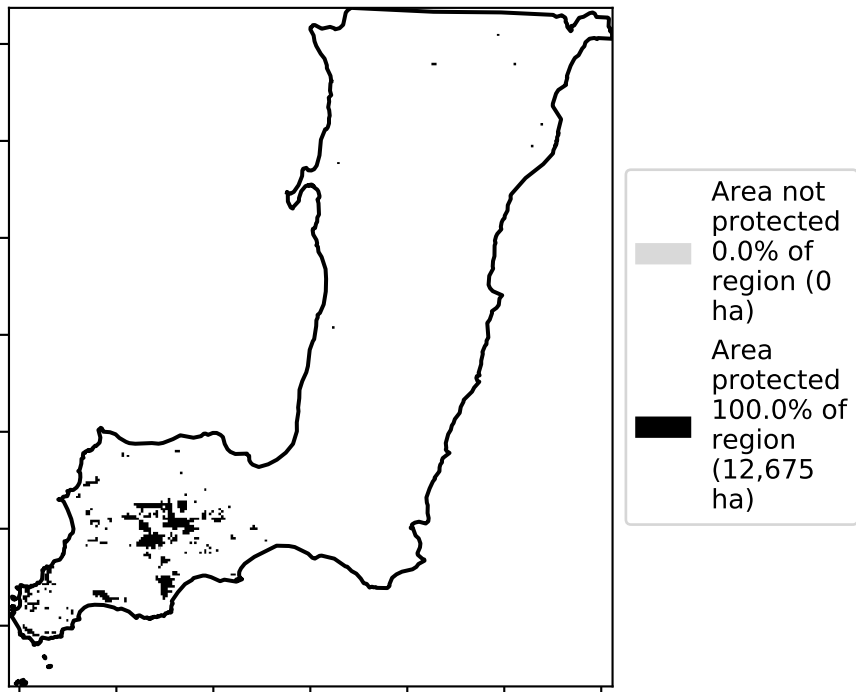 Area not
protected
0.0% of
region (0
ha)
Area
protected
100.0% of
region
(12,675
ha)